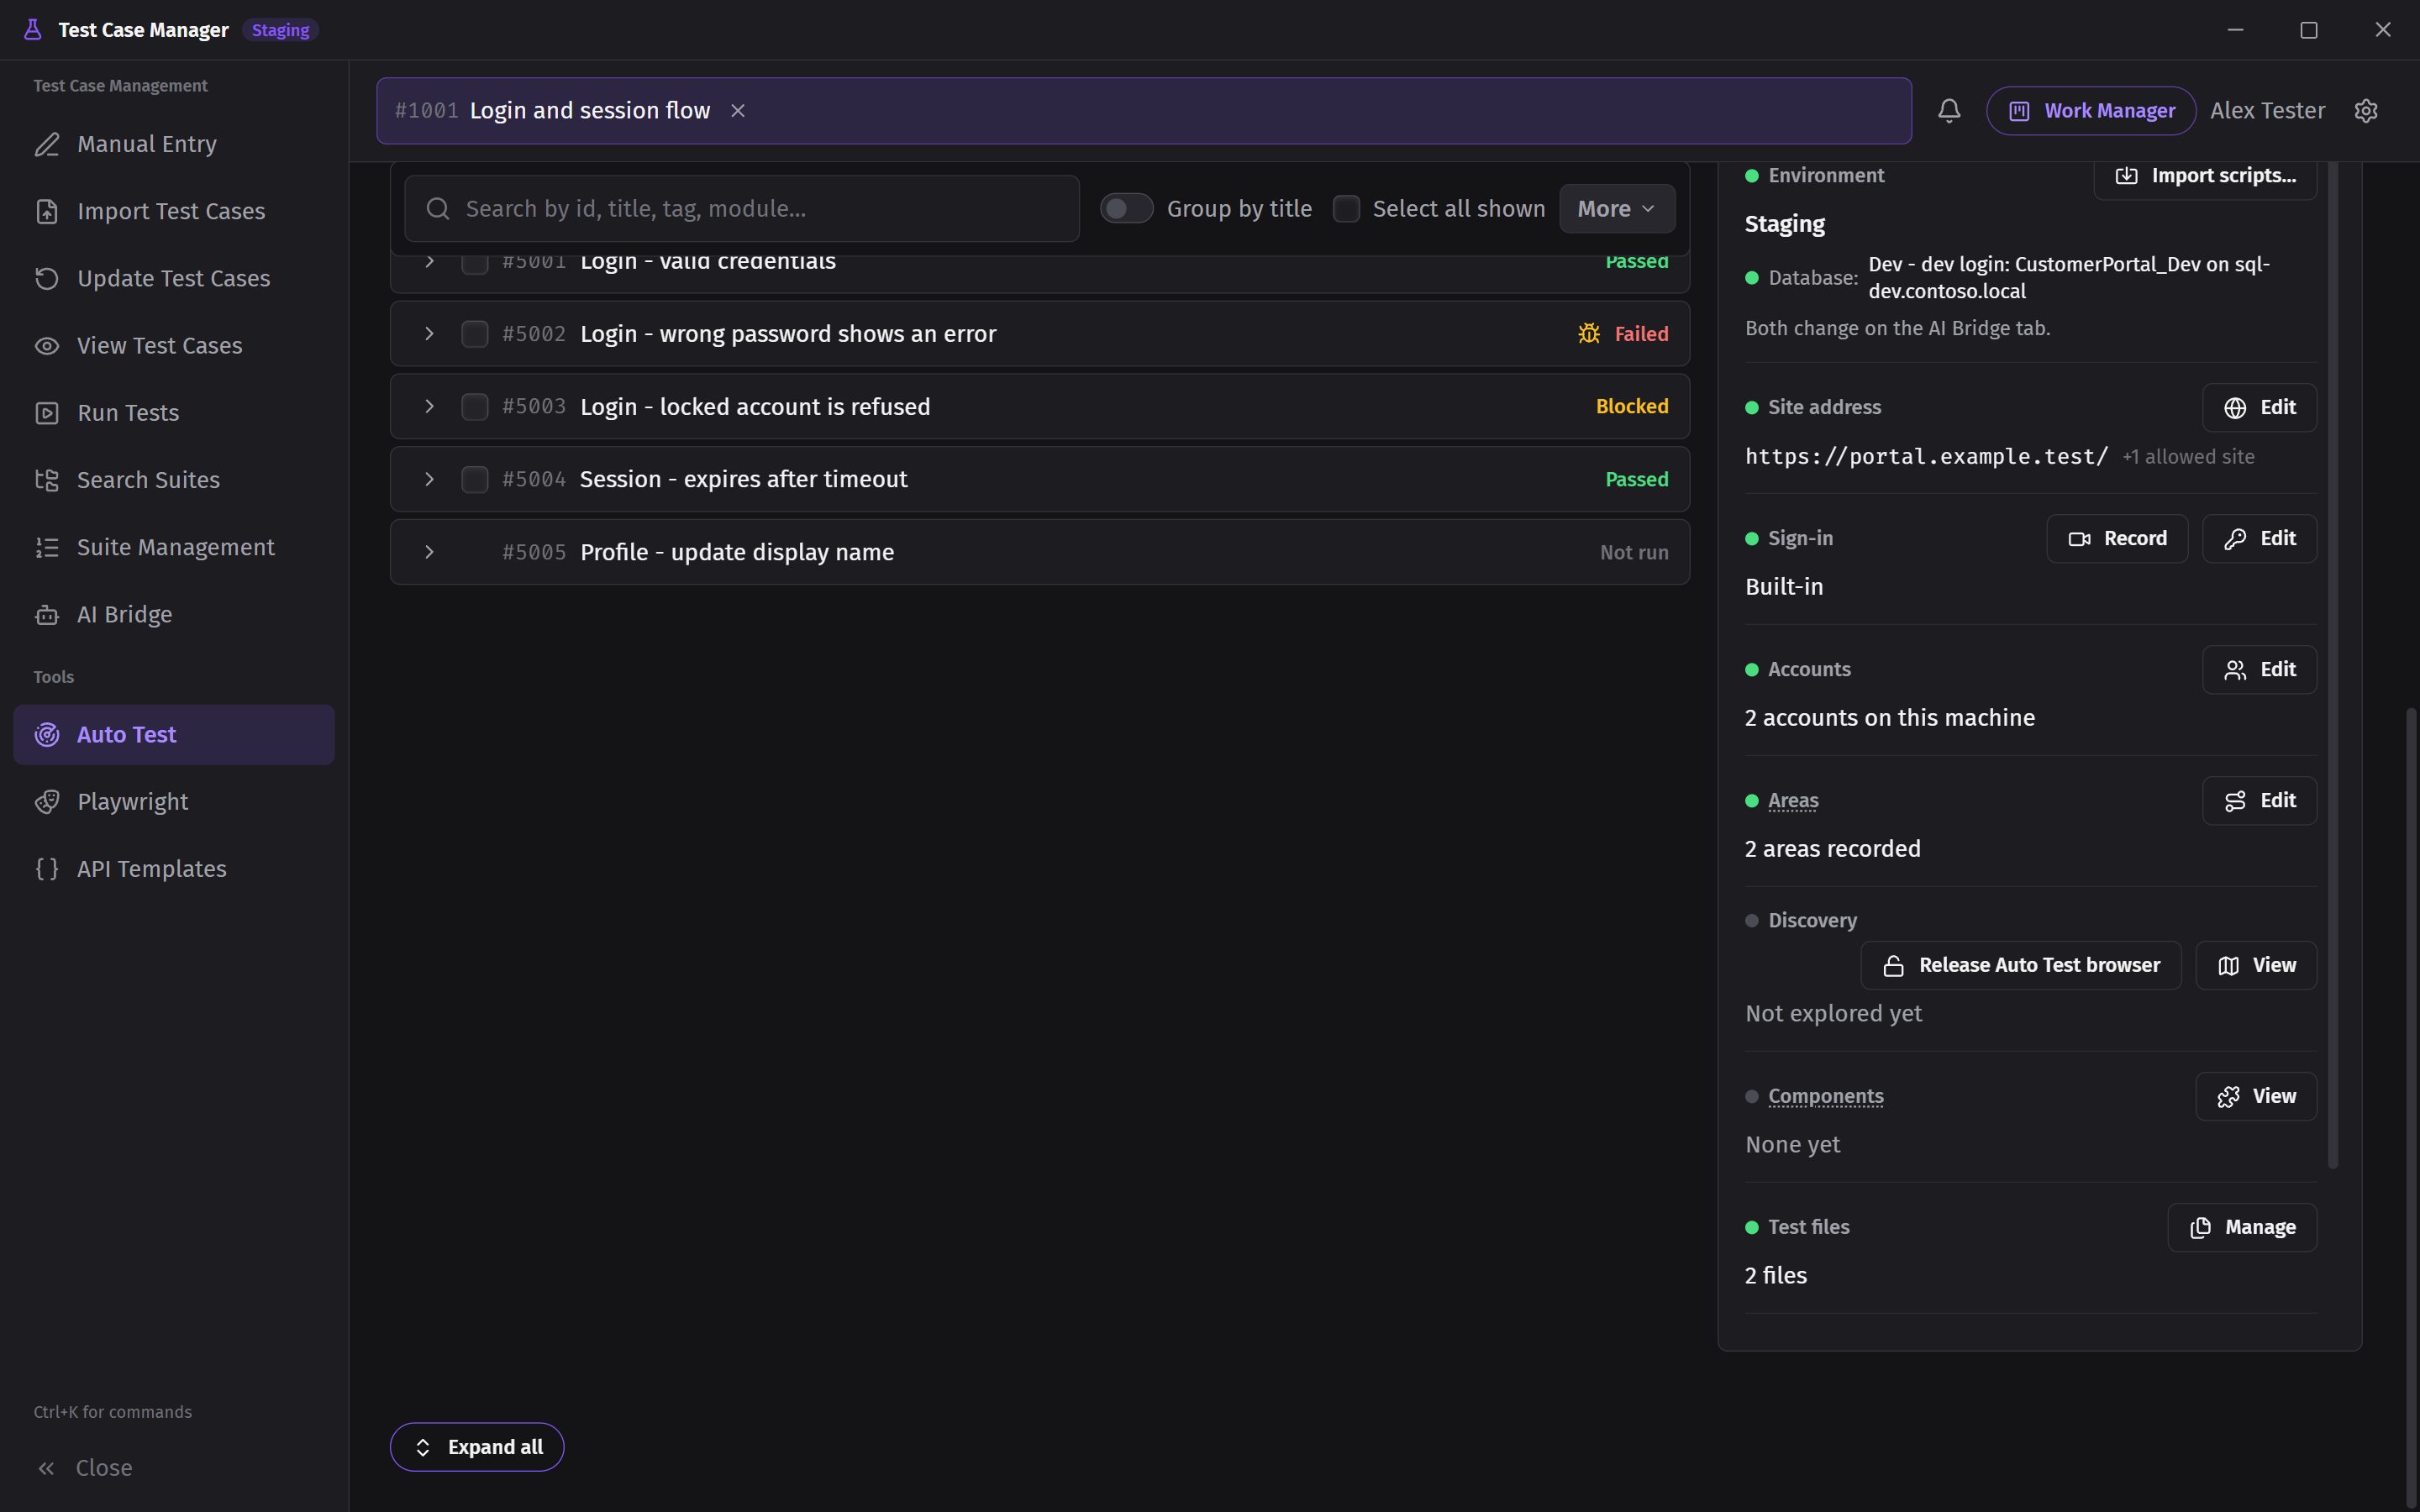 Test Case Manager Staging
Test Case Management
Manual Entry
Import Test Cases
Update Test Cases
View Test Cases
Run Tests
Search Suites
Suite Management
AI Bridge
Tools
Auto Test
Playwright
API Templates
Ctrl+K for commands
Close
#1001 Login and session flow
Work Manager
Alex Tester
Search by id, title, tag, module...
Group by title
Select all shown
More
#5001 Login - valid credentials Passed
#5002 Login - wrong password shows an error Failed
#5003 Login - locked account is refused Blocked
#5004 Session - expires after timeout Passed
#5005 Profile - update display name Not run
Expand all
Environment Import scripts...
Staging
Database: Dev - dev login: CustomerPortal_Dev on sql-
dev.contoso.local
Both change on the AI Bridge tab.
Site address Edit
https://portal.example.test/ +1 allowed site
Sign-in Record Edit
Built-in
Accounts Edit
2 accounts on this machine
Areas Edit
2 areas recorded
Discovery
Release Auto Test browser View
Not explored yet
Components View
None yet
Test files Manage
2 files